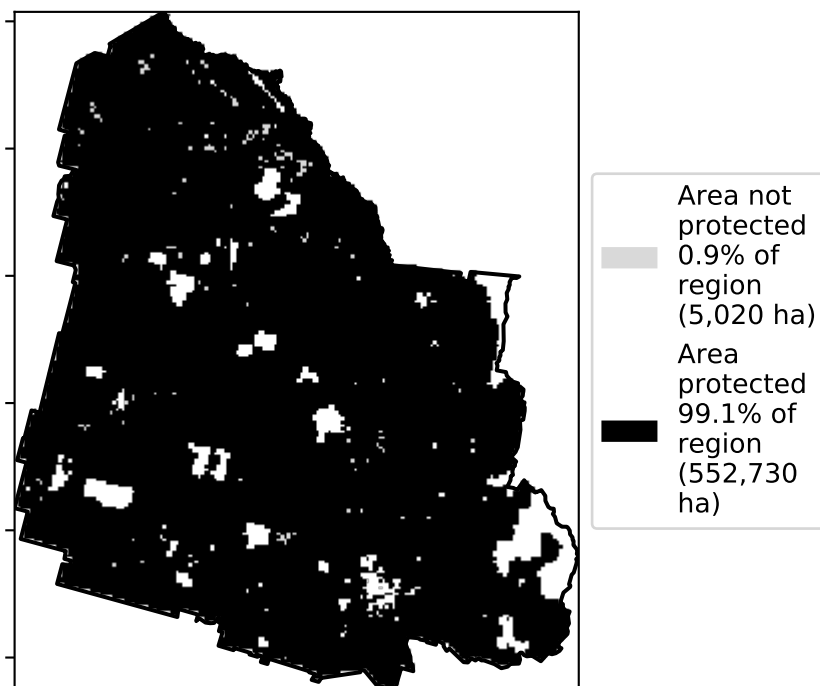 Area not
protected
0.9% of
region
(5,020 ha)
Area
protected
99.1% of
region
(552,730
ha)